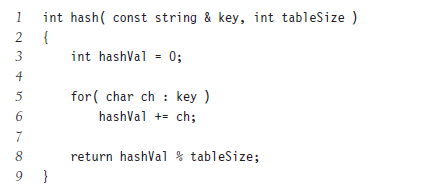 1 int hash( const string & key, int tableSize )
2 {
3 int hashVal = 0;
4
5 for( char ch : key )
6 hashVal += ch;
7
8 return hashVal % tableSize;
9 }